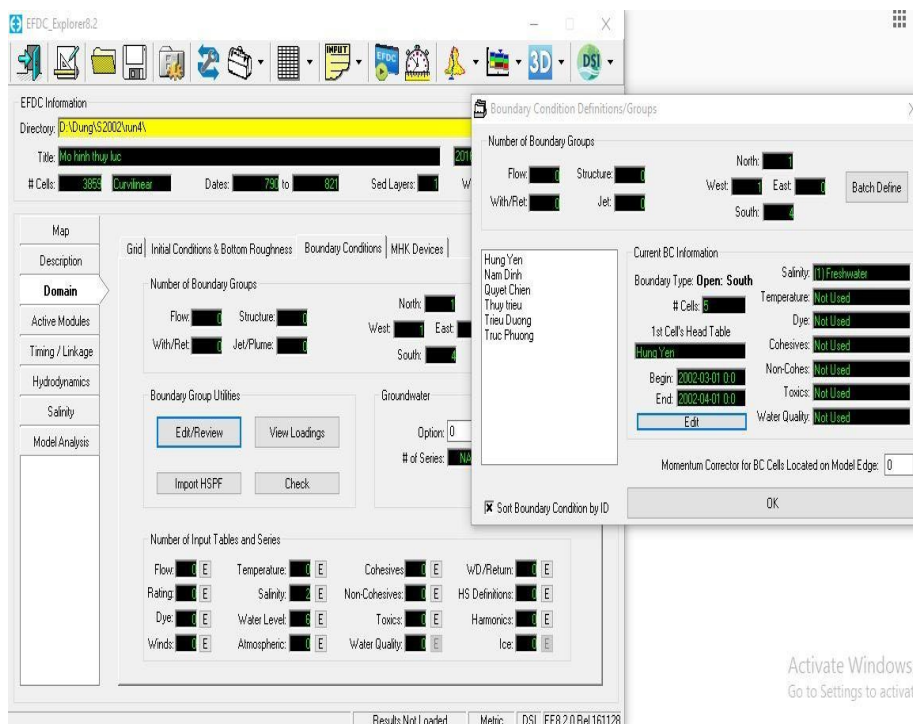 EFDC_Explorer8.2
INPUT
EFDC
3D
DSI
EFDC Information
Directory: D:\Dung\S2002\run4\
Title: Mo hinh thuy luc
# Cells: 3859 Curvilinear Dates: 790 to 821 Sed Layers: 1
Map
Description
Domain
Active Modules
Timing / Linkage
Hydrodynamics
Salinity
Model Analysis
Grid Initial Conditions & Bottom Roughness Boundary Conditions MHK Devices
Number of Boundary Groups
Flow: 0 Structure: 0 North: 1
West: 1 East:
With/Ret: 0 Jet/Plume: 0
South: 4
Boundary Group Utilities
Edit/Review View Loadings
Import HSPF Check
Groundwater
Option: 0
# of Series: NA
Number of Input Tables and Series
Flow: 0 E Temperature: 0 E Cohesives 0 E WD/Return: 0 E
Rating: 0 E Salinity: 2 E Non-Cohesives: 0 E HS Definitions: 0 E
Dye: 0 E Water Level: 6 E Toxics: 0 E Harmonics: 0 E
Winds: 0 E Atmospheric: 0 E Water Quality: 0 E Ice: 0 E
Results Not Loaded Metric DSI EE8.2.0 Rel 161128
Boundary Condition Definitions/Groups
Number of Boundary Groups
Flow: 0 Structure: 0 North: 1
West: 1 East: 0 Batch Define
With/Ret: 0 Jet: 0
South: 4
Hung Yen
Nam Dinh
Quyet Chien
Thuy trieu
Trieu Duong
Truc Phuong
Current BC Information
Boundary Type: Open: South
# Cells: 5
1st Cell's Head Table
Hung Yen
Begin: 2002-03-01 0:0
End: 2002-04-01 0:0
Edit
Salinity: (1) Freshwater
Temperature: Not Used
Dye: Not Used
Cohesives: Not Used
Non-Cohes: Not Used
Toxics: Not Used
Water Quality: Not Used
Momentum Corrector for BC Cells Located on Model Edge: 0
Sort Boundary Condition by ID
OK
Activate Windows
Go to Settings to activat